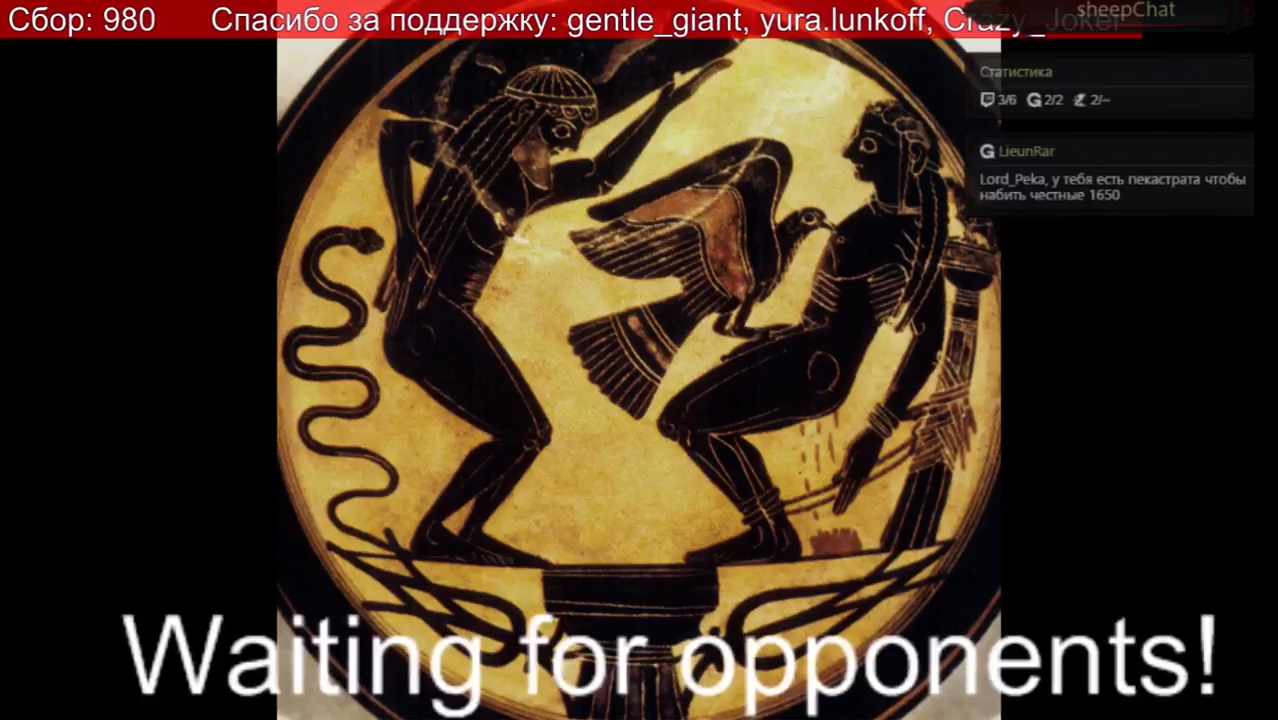 Сбор: 980 Спасибо за поддержку: gentle_giant, yura.lunkoff, Crazy_Joker
sheepChat
Статистика
3/6 2/2 2/~
LieunRar
Lord_Peka, у тебя есть пекастрата чтобы
набить честные 1650
Waiting for opponents!